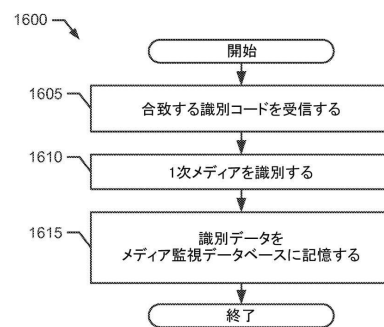 1600
開始
1605
合致する識別コードを受信する
1610
1次メディアを識別する
1615
識別データを
メディア監視データベースに記憶する
終了